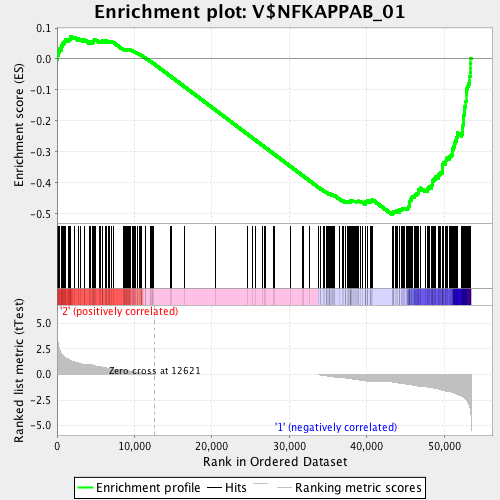 Enrichment plot: V$NFKAPPAB_01
Enrichment score (ES)
0.1
0.0
-0.1
-0.2
-0.3
-0.4
-0.5
Ranked list metric (tTest)
'2' (positively correlated)
5.0
2.5
0.0
-2.5
-5.0
Zero cross at 12621
'1' (negatively correlated)
0
10,000
20,000
30,000
40,000
50,000
Rank in Ordered Dataset
Enrichment profile
Hits
Ranking metric scores